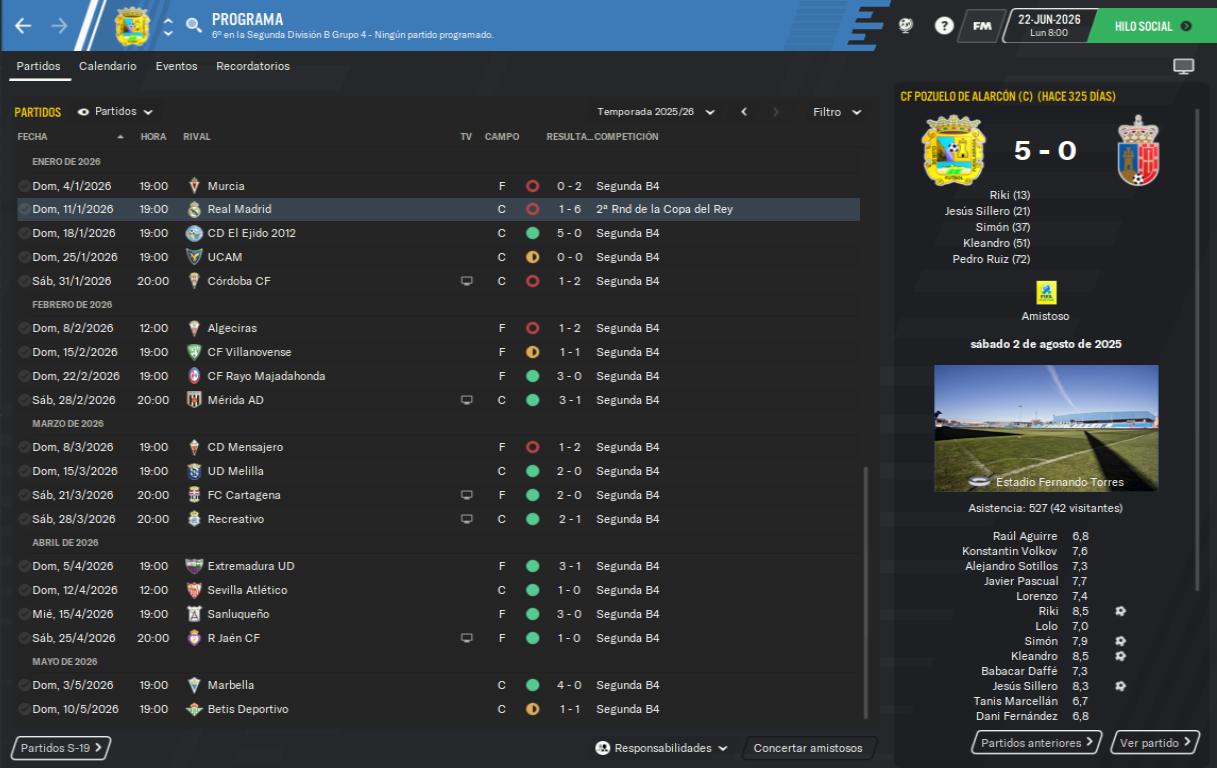 PROGRAMA
6º en la Segunda División B Grupo 4 - Ningún partido programado.
?
FM
22-JUN-2026
Lun 8:00
HILO SOCIAL
Partidos Calendario Eventos Recordatorios
PARTIDOS Partidos Temporada 2025/26 Filtro
FECHA HORA RIVAL TV CAMPO RESULTA... COMPETICIÓN
ENERO DE 2026
Dom, 4/1/2026 19:00 Murcia F 0 - 2 Segunda B4
Dom, 11/1/2026 19:00 Real Madrid C 1 - 6 2ª Rnd de la Copa del Rey
Dom, 18/1/2026 19:00 CD El Ejido 2012 C 5 - 0 Segunda B4
Dom, 25/1/2026 19:00 UCAM C 0 - 0 Segunda B4
Sáb, 31/1/2026 20:00 Córdoba CF C 1 - 2 Segunda B4
FEBRERO DE 2026
Dom, 8/2/2026 12:00 Algeciras F 1 - 2 Segunda B4
Dom, 15/2/2026 19:00 CF Villanovense F 1 - 1 Segunda B4
Dom, 22/2/2026 19:00 CF Rayo Majadahonda F 3 - 0 Segunda B4
Sáb, 28/2/2026 20:00 Mérida AD C 3 - 1 Segunda B4
MARZO DE 2026
Dom, 8/3/2026 19:00 CD Mensajero F 1 - 2 Segunda B4
Dom, 15/3/2026 19:00 UD Melilla C 2 - 0 Segunda B4
Sáb, 21/3/2026 20:00 FC Cartagena F 2 - 0 Segunda B4
Sáb, 28/3/2026 20:00 Recreativo C 2 - 1 Segunda B4
ABRIL DE 2026
Dom, 5/4/2026 19:00 Extremadura UD F 3 - 1 Segunda B4
Dom, 12/4/2026 12:00 Sevilla Atlético C 1 - 0 Segunda B4
Mié, 15/4/2026 19:00 Sanluqueño F 3 - 0 Segunda B4
Sáb, 25/4/2026 20:00 R Jaén CF F 1 - 0 Segunda B4
MAYO DE 2026
Dom, 3/5/2026 19:00 Marbella C 4 - 0 Segunda B4
Dom, 10/5/2026 19:00 Betis Deportivo C 1 - 1 Segunda B4
Partidos S-19 Responsabilidades Concertar amistosos
CF POZUELO DE ALARCÓN (C) (HACE 325 DÍAS)
5 - 0
Riki (13)
Jesús Sillero (21)
Simón (37)
Kleandro (51)
Pedro Ruiz (72)
Amistoso
sábado 2 de agosto de 2025
Estadio Fernando Torres
Asistencia: 527 (42 visitantes)
Raúl Aguirre 6,8
Konstantin Volkov 7,6
Alejandro Sotillos 7,3
Javier Pascual 7,7
Lorenzo 7,4
Riki 8,5
Lolo 7,0
Simón 7,9
Kleandro 8,5
Babacar Daffé 7,3
Jesús Sillero 8,3
Tanis Marcellán 6,7
Dani Fernández 6,8
Partidos anteriores Ver partido